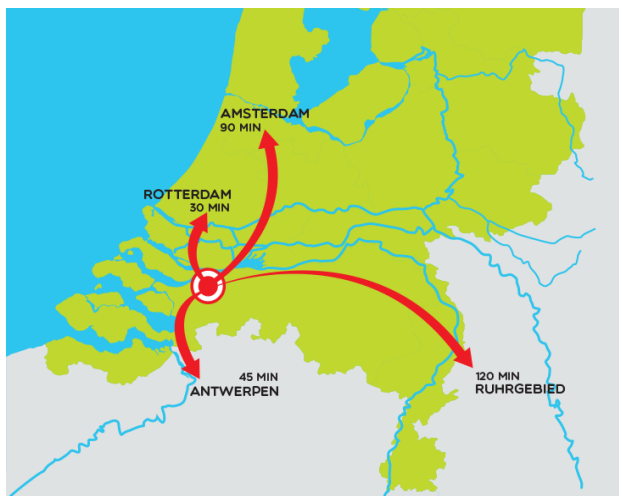 AMSTERDAM
90 MIN
ROTTERDAM
30 MIN
45 MIN
ANTWERPEN
120 MIN
RUHRGEBIED